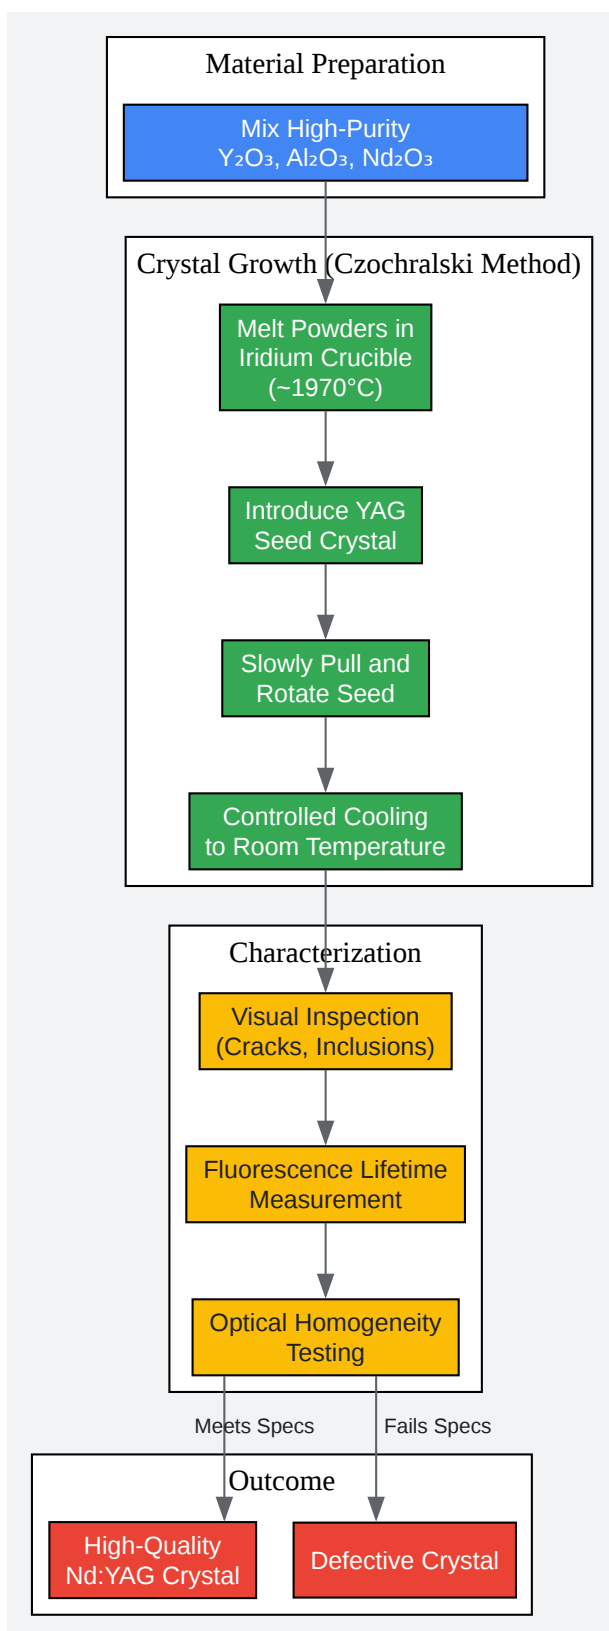 Material Preparation
Mix High-Purity
Y₂O₃, Al₂O₃, Nd₂O₃
Crystal Growth (Czochralski Method)
Melt Powders in
Iridium Crucible
(~1970°C)
Introduce YAG
Seed Crystal
Slowly Pull and
Rotate Seed
Controlled Cooling
to Room Temperature
Characterization
Visual Inspection
(Cracks, Inclusions)
Fluorescence Lifetime
Measurement
Optical Homogeneity
Testing
Meets Specs
Fails Specs
Outcome
High-Quality
Nd:YAG Crystal
Defective Crystal